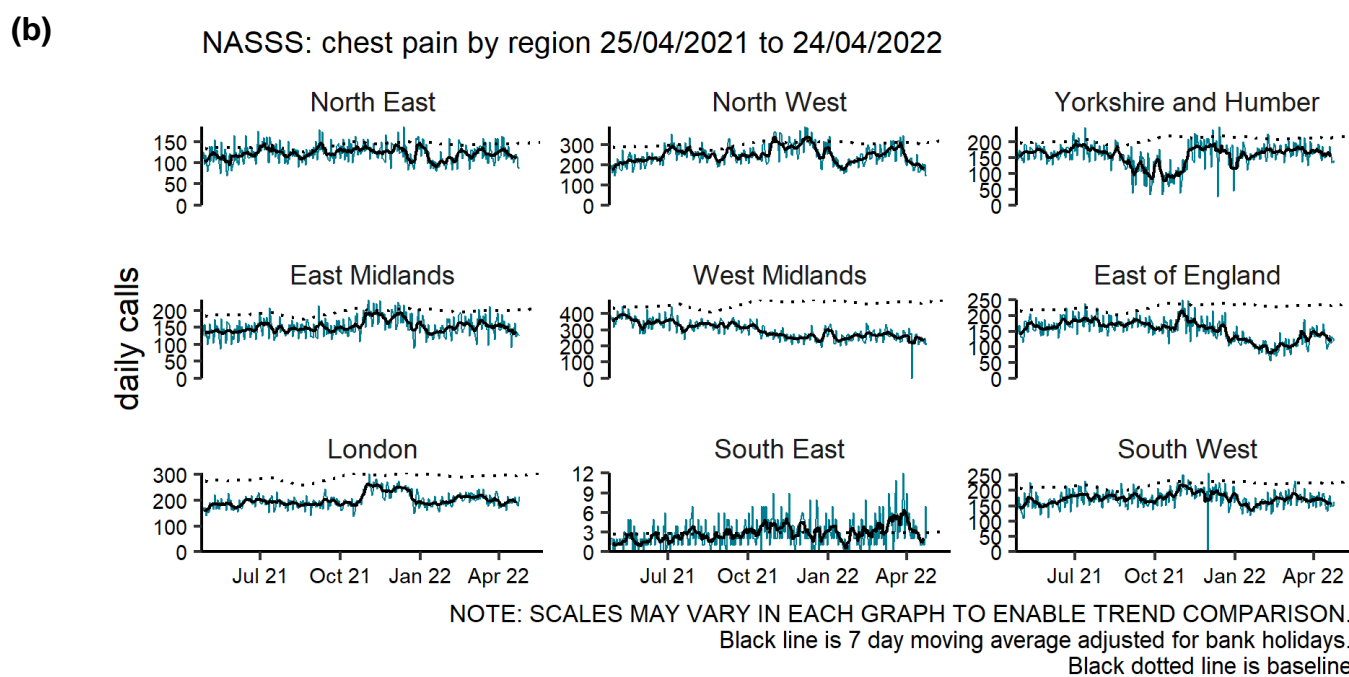 (b)
NASSS: chest pain by region 25/04/2021 to 24/04/2022
daily calls
North East
150
100
50
0
North West
300
200
100
0
Yorkshire and Humber
200
150
100
50
0
East Midlands
200
150
100
50
0
West Midlands
400
300
200
100
0
East of England
250
200
150
100
50
0
London
300
200
100
0
Jul 21 Oct 21 Jan 22 Apr 22
South East
12
9
6
3
0
Jul 21 Oct 21 Jan 22 Apr 22
South West
250
200
150
100
50
0
Jul 21 Oct 21 Jan 22 Apr 22
NOTE: SCALES MAY VARY IN EACH GRAPH TO ENABLE TREND COMPARISON.
Black line is 7 day moving average adjusted for bank holidays.
Black dotted line is baseline